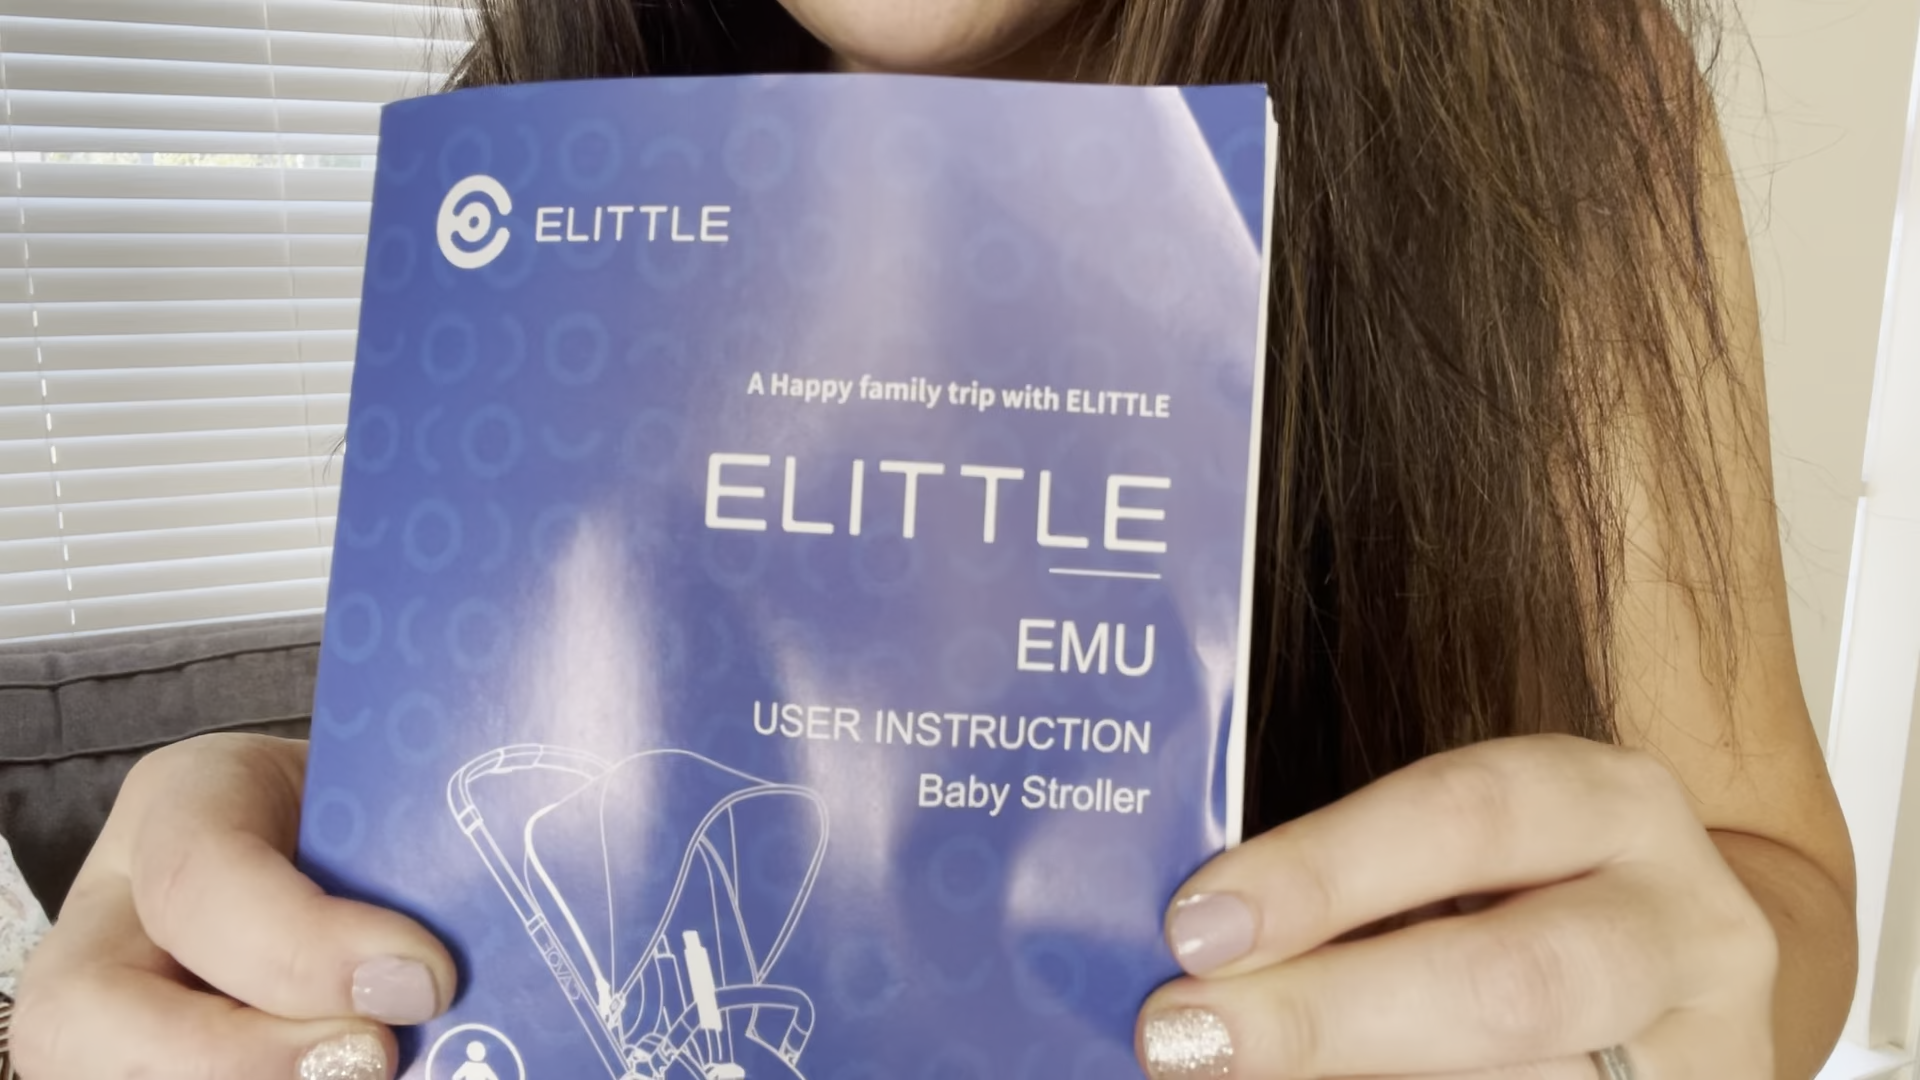 ELITTLE
A Happy family trip with ELITTLE
ELITTLE
EMU
USER INSTRUCTION
Baby Stroller